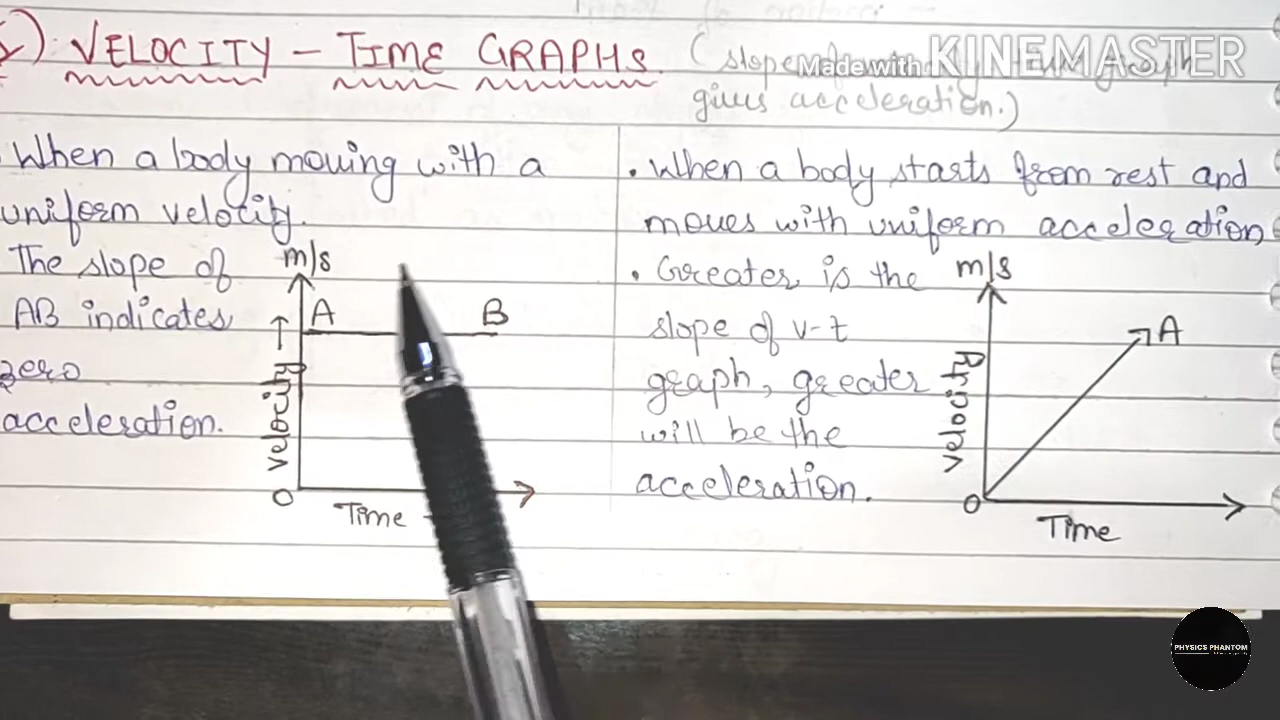 VELOCITY - TIME GRAPHS. (slope graph
gives acceleration.)
Made with KINEMASTER
When a body moving with a
uniform velocity.
The slope of
AB indicates
zero
acceleration.
m/s
A B
velocity →
O
Time
. When a body starts from rest and
moves with uniform acceleration
. Greater is the
slope of v-t
graph, greater
will be the
acceleration.
m/s
A
velocity
O
Time
PHYSICS PHANTOM